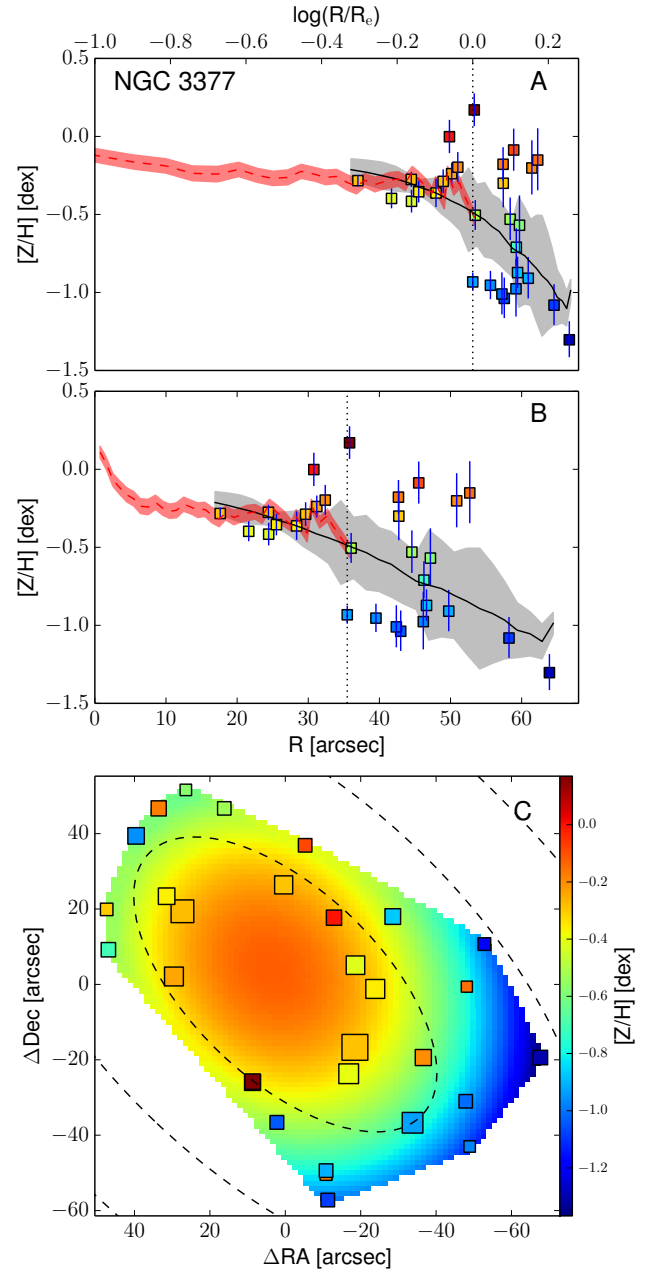 log(R/Re)
−1.0 −0.8 −0.6 −0.4 −0.2 0.0 0.2
NGC 3377 A
0.5
0.0
−0.5
−1.0
−1.5
[Z/H]] [dex]
B
0.5
0.0
−0.5
−1.0
−1.5
[Z/H]] [dex]
0 10 20 30 40 50 60
R [arcsec]
C
40
20
0
−20
−40
−60
ΔDec [arcsec]
40 20 0 −20 −40 −60
ΔRA [arcsec]
0.0
−0.2
−0.4
−0.6
−0.8
−1.0
−1.2
[Z/H]] [dex]